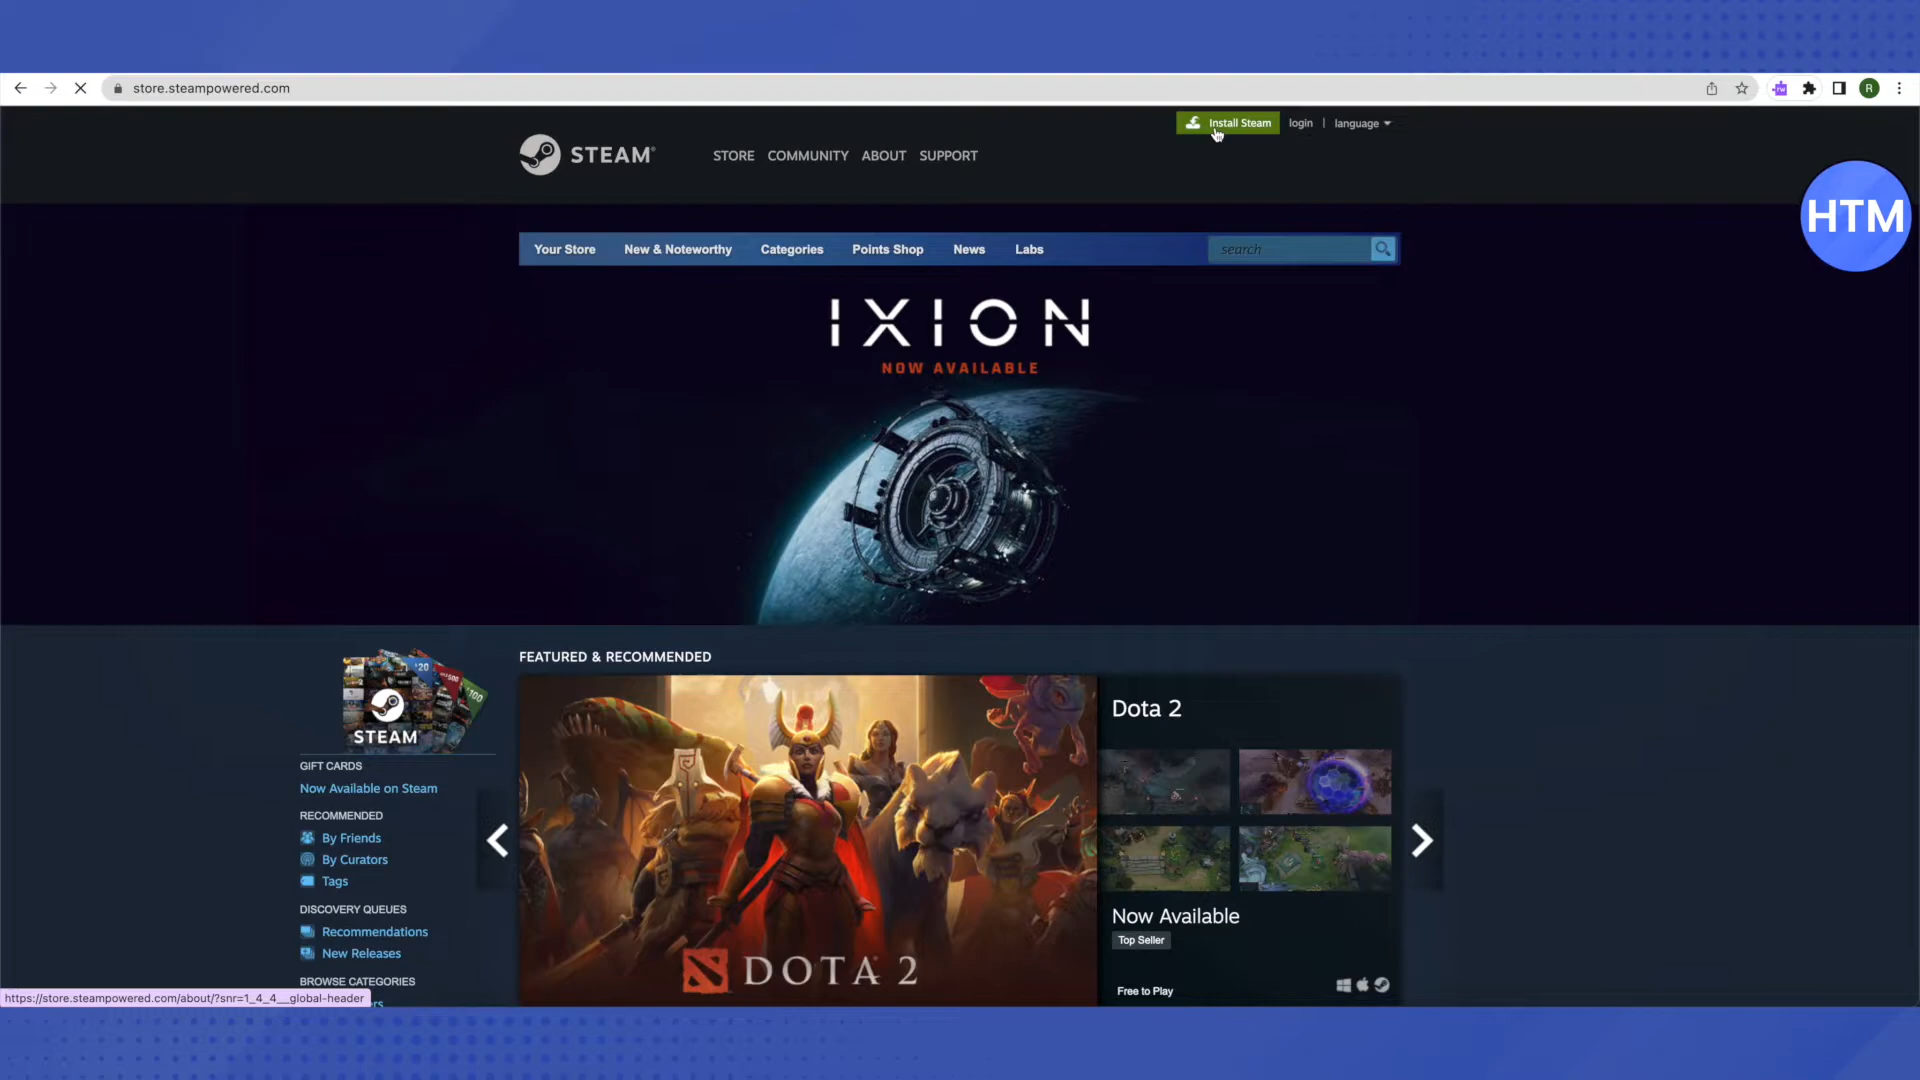 store.steampowered.com
R
Install Steam
login
|
language
STEAM®
STORE
COMMUNITY
ABOUT
SUPPORT
HTM
Your Store
New & Noteworthy
Categories
Points Shop
News
Labs
search
IXION
NOW AVAILABLE
FEATURED & RECOMMENDED
STEAM
GIFT CARDS
Now Available on Steam
RECOMMENDED
By Friends
By Curators
Tags
DISCOVERY QUEUES
Recommendations
New Releases
BROWSE CATEGORIES
DOTA 2
Dota 2
Now Available
Top Seller
Free to Play
https://store.steampowered.com/about/?snr=1_4_4__global-header